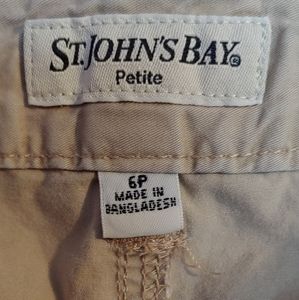 ST. JOHN'S BAY®
Petite
6P
MADE IN
BANGLADESH